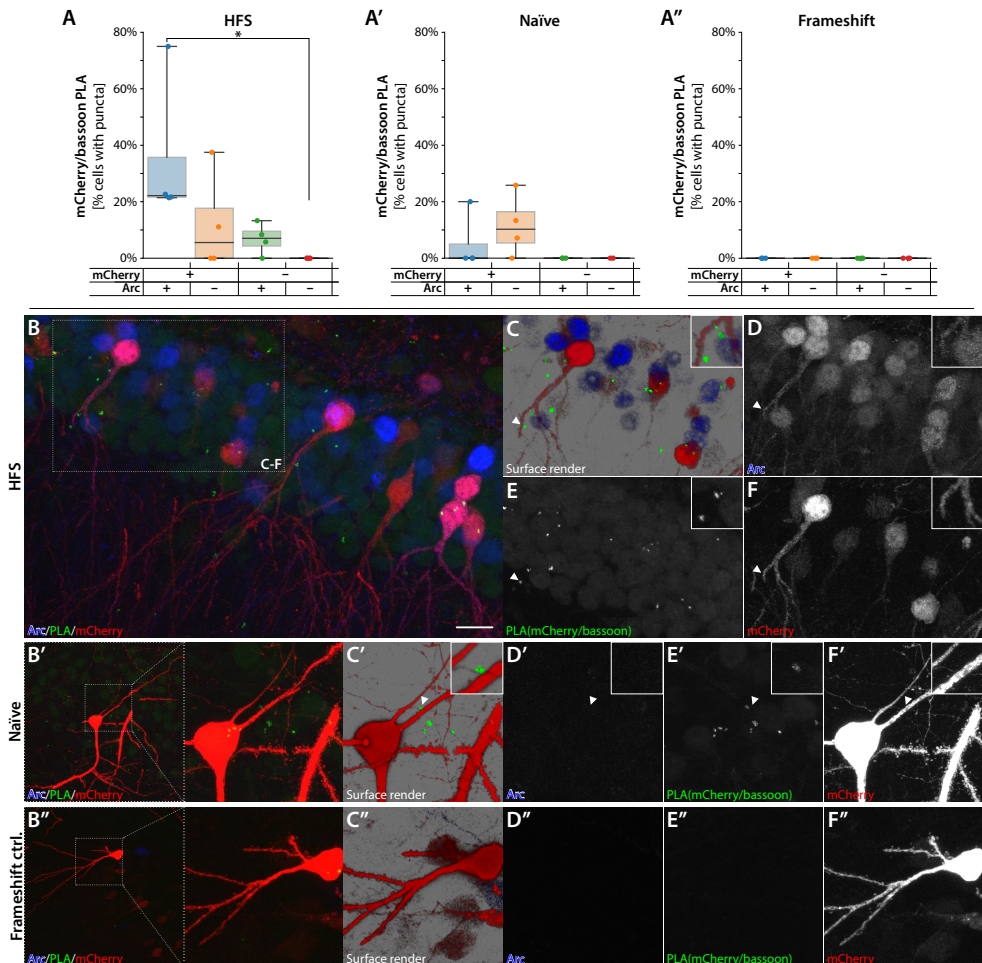 A HFS
*
mCherry/bassoon PLA
[% cells with puncta]
80%
60%
40%
20%
0%
mCherry + −
Arc + − + −
A' Naïve
mCherry/bassoon PLA
[% cells with puncta]
80%
60%
40%
20%
0%
mCherry + −
Arc + − + −
A'' Frameshift
mCherry/bassoon PLA
[% cells with puncta]
80%
60%
40%
20%
0%
mCherry + −
Arc + − + −
HFS
B
C-F
Arc/PLA/mCherry
C
Surface render
D
Arc
E
PLA(mCherry/bassoon)
F
mCherry
Naïve
B'
Arc/PLA/mCherry
C'
Surface render
D'
Arc
E'
PLA(mCherry/bassoon)
F'
mCherry
Frameshift ctrl.
B''
Arc/PLA/mCherry
C''
Surface render
D''
Arc
E''
PLA(mCherry/bassoon)
F''
mCherry